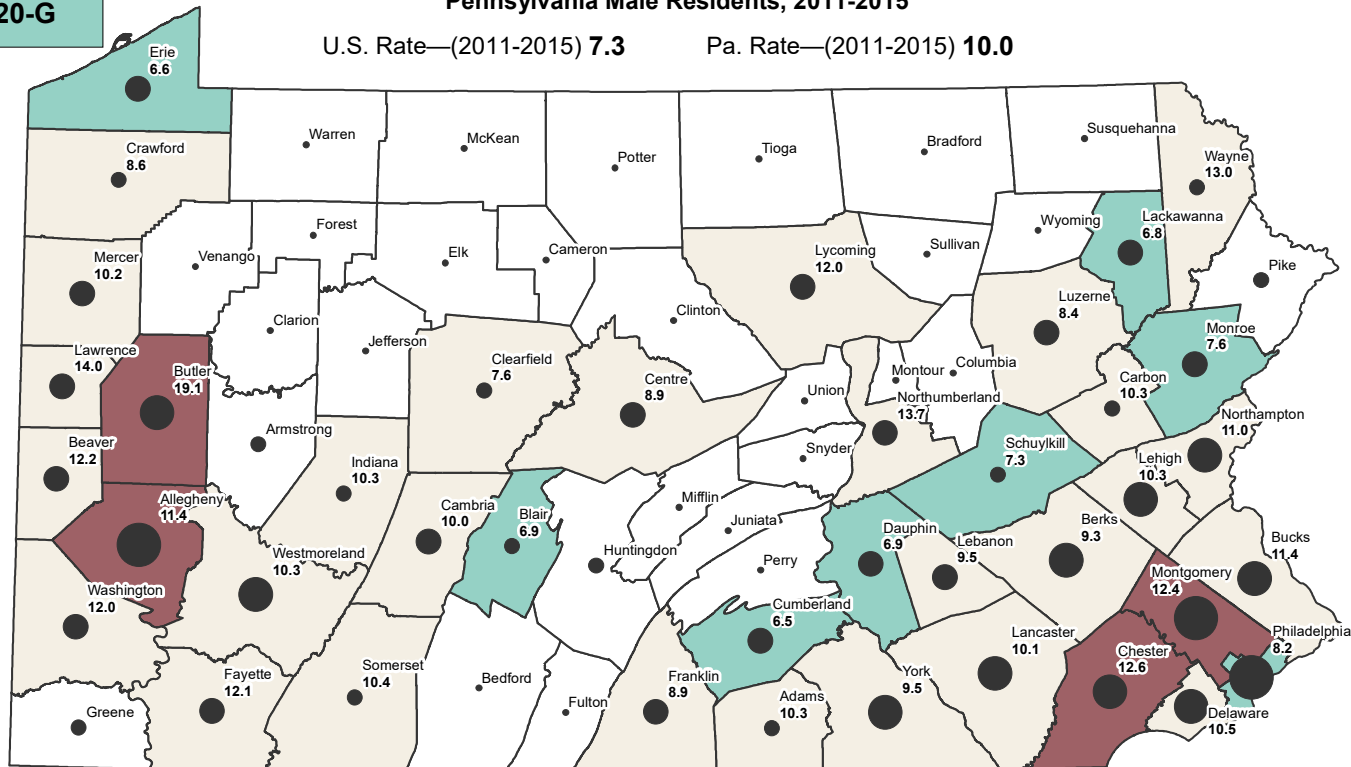 20-G
Pennsylvania Male Residents, 2011-2015
U.S. Rate—(2011-2015) 7.3
Pa. Rate—(2011-2015) 10.0
Erie
6.6
Crawford
8.6
Warren
McKean
Potter
Tioga
Bradford
Susquehanna
Wayne
13.0
Mercer
10.2
Venango
Forest
Elk
Cameron
Lycoming
12.0
Sullivan
Wyoming
Lackawanna
6.8
Pike
Lawrence
14.0
Butler
19.1
Clarion
Jefferson
Clearfield
7.6
Clinton
Centre
8.9
Luzerne
8.4
Monroe
7.6
Beaver
12.2
Armstrong
Indiana
10.3
Union
Montour
Columbia
Northumberland
13.7
Carbon
10.3
Northampton
11.0
Allegheny
11.4
Cambria
10.0
Blair
6.9
Snyder
Mifflin
Juniata
Schuylkill
7.3
Lehigh
10.3
Washington
12.0
Westmoreland
10.3
Huntingdon
Perry
Dauphin
6.9
Lebanon
9.5
Berks
9.3
Montgomery
12.4
Bucks
11.4
Greene
Fayette
12.1
Somerset
10.4
Bedford
Fulton
Franklin
8.9
Cumberland
6.5
Adams
10.3
York
9.5
Lancaster
10.1
Chester
12.6
Philadelphia
8.2
Delaware
10.5